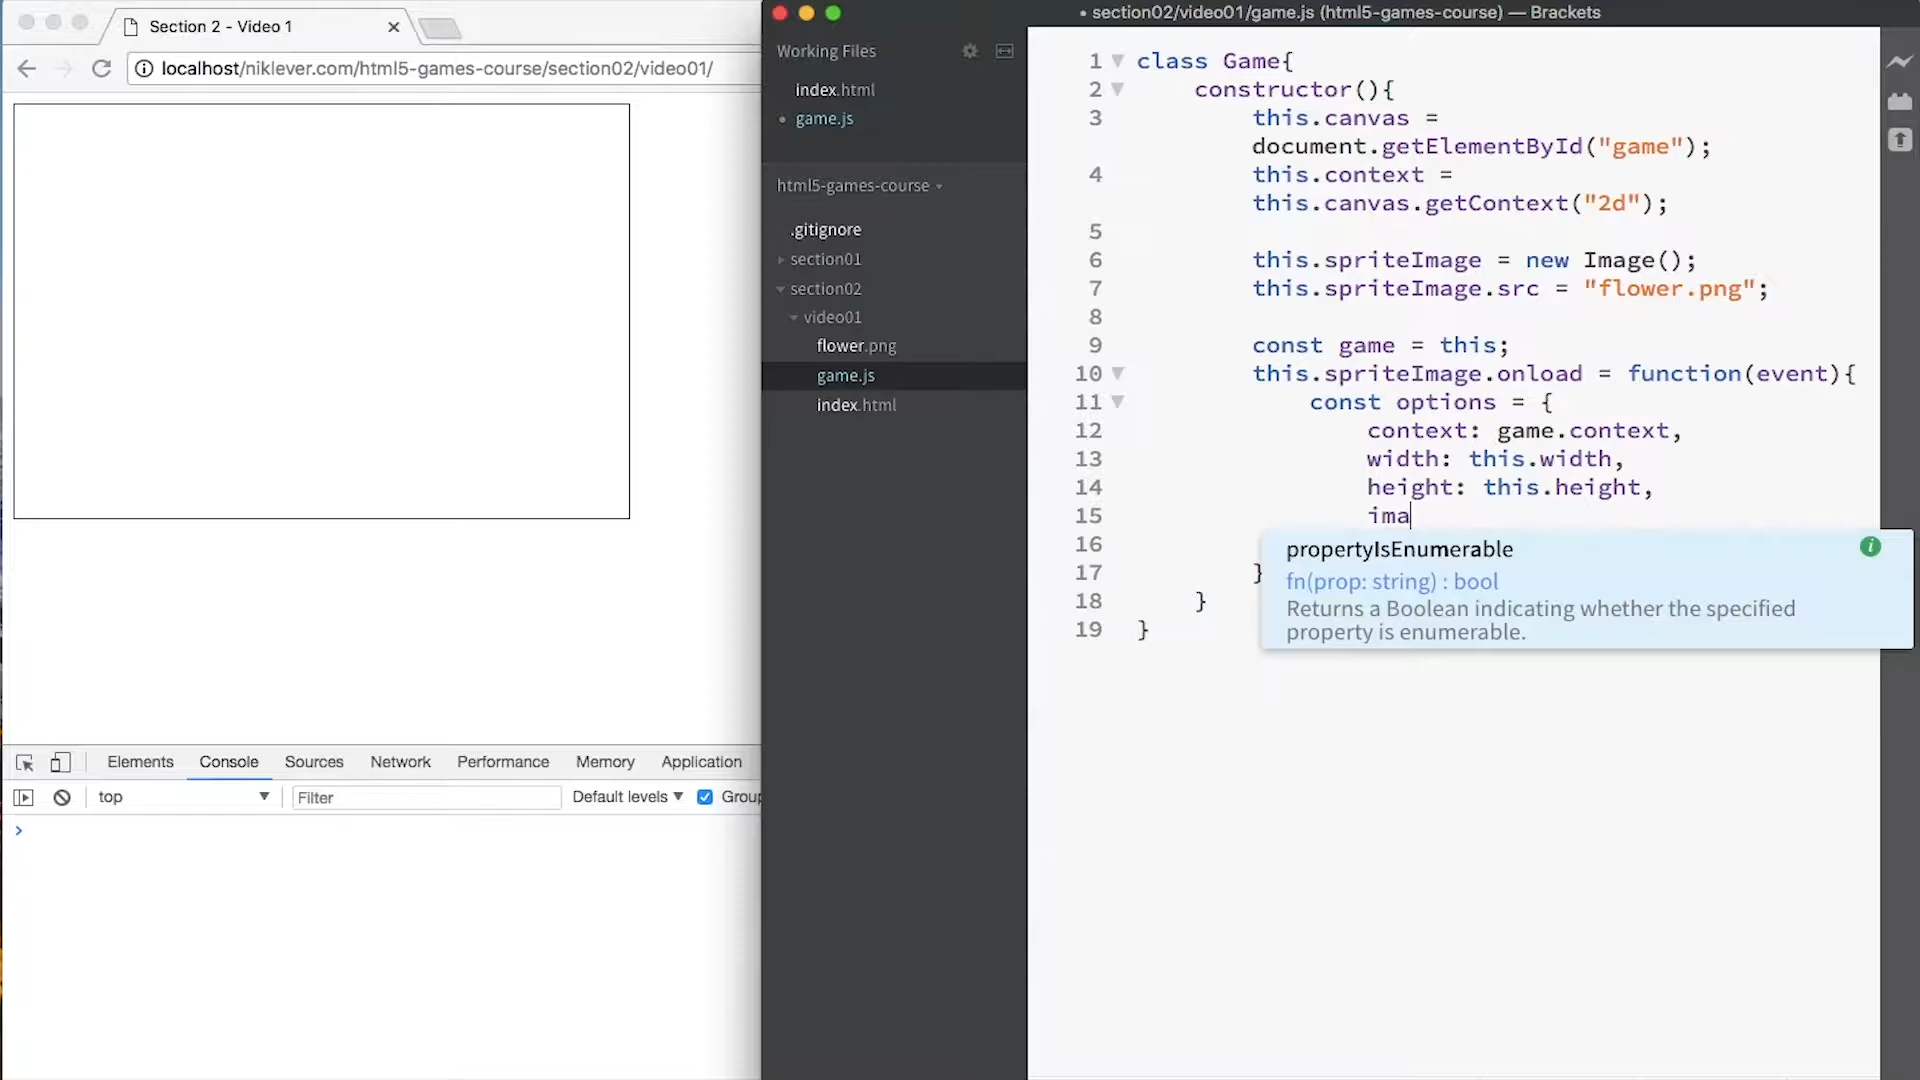 Section 2 - Video 1
localhost/niklever.com/html5-games-course/section02/video01/
Elements Console Sources Network Performance Memory Application
top Filter Default levels Group
• section02/video01/game.js (html5-games-course) — Brackets
Working Files
index.html
• game.js
html5-games-course
.gitignore
section01
section02
video01
flower.png
game.js
index.html
1 class Game{
2 constructor(){
3 this.canvas =
document.getElementById("game");
4 this.context =
this.canvas.getContext("2d");
5
6 this.spriteImage = new Image();
7 this.spriteImage.src = "flower.png";
8
9 const game = this;
10 this.spriteImage.onload = function(event){
11 const options = {
12 context: game.context,
13 width: this.width,
14 height: this.height,
15 ima
16
17 }
18 }
19 }
propertyIsEnumerable
fn(prop: string) : bool
Returns a Boolean indicating whether the specified
property is enumerable.